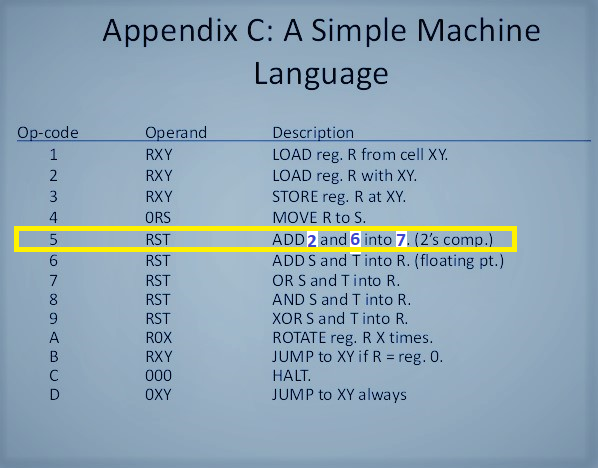 Appendix C: A Simple Machine
Language
Op-code Operand Description
1 RXY LOAD reg. R from cell XY.
2 RXY LOAD reg. R with XY.
3 RXY STORE reg. R at XY.
4 0RS MOVE R to S.
5 RST ADD 2 and 6 into 7. (2's comp.)
6 RST ADD S and T into R. (floating pt.)
7 RST OR S and T into R.
8 RST AND S and T into R.
9 RST XOR S and T into R.
A R0X ROTATE reg. R X times.
B RXY JUMP to XY if R = reg. 0.
C 000 HALT.
D 0XY JUMP to XY always